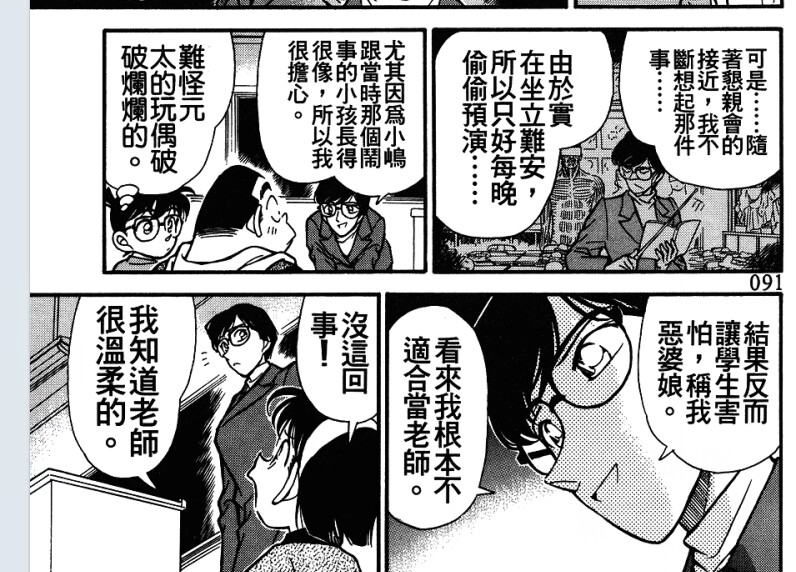 可是……隨
著懇親會的
接近，我不
斷想起那件
事……
由於實
在坐立難安，
所以只好每晚
偷偷預演……
尤其因為小嶋
跟當時那個鬧
事的小孩長得
很像，所以我
很擔心。
難怪元
太的玩偶破
破爛爛的。
091
結果反而
讓學生害
怕，稱我
惡婆娘。
看來我根本不
適合當老師。
沒這回
事！
我知道老師
很溫柔的。